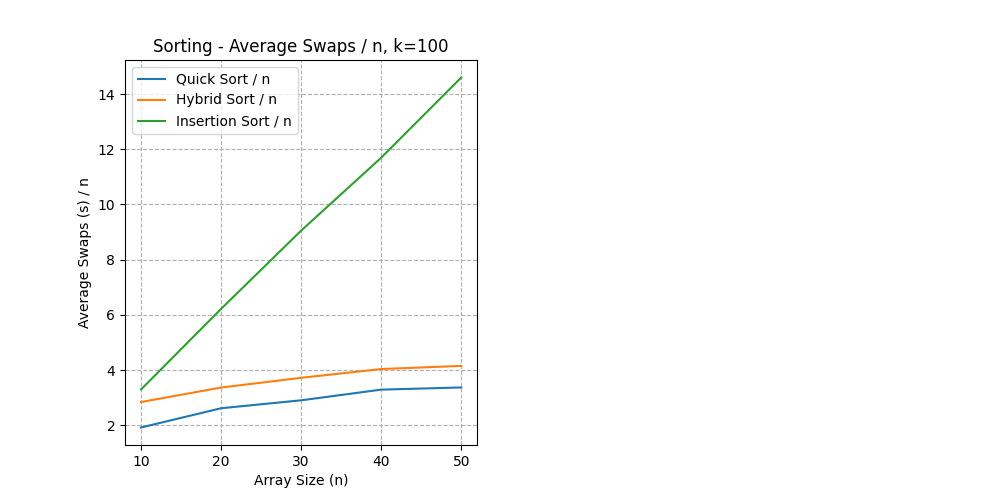 Sorting - Average Swaps / n, k=100
Quick Sort / n
Hybrid Sort / n
Insertion Sort / n
Average Swaps (s) / n
14
12
10
8
6
4
2
10 20 30 40 50
Array Size (n)